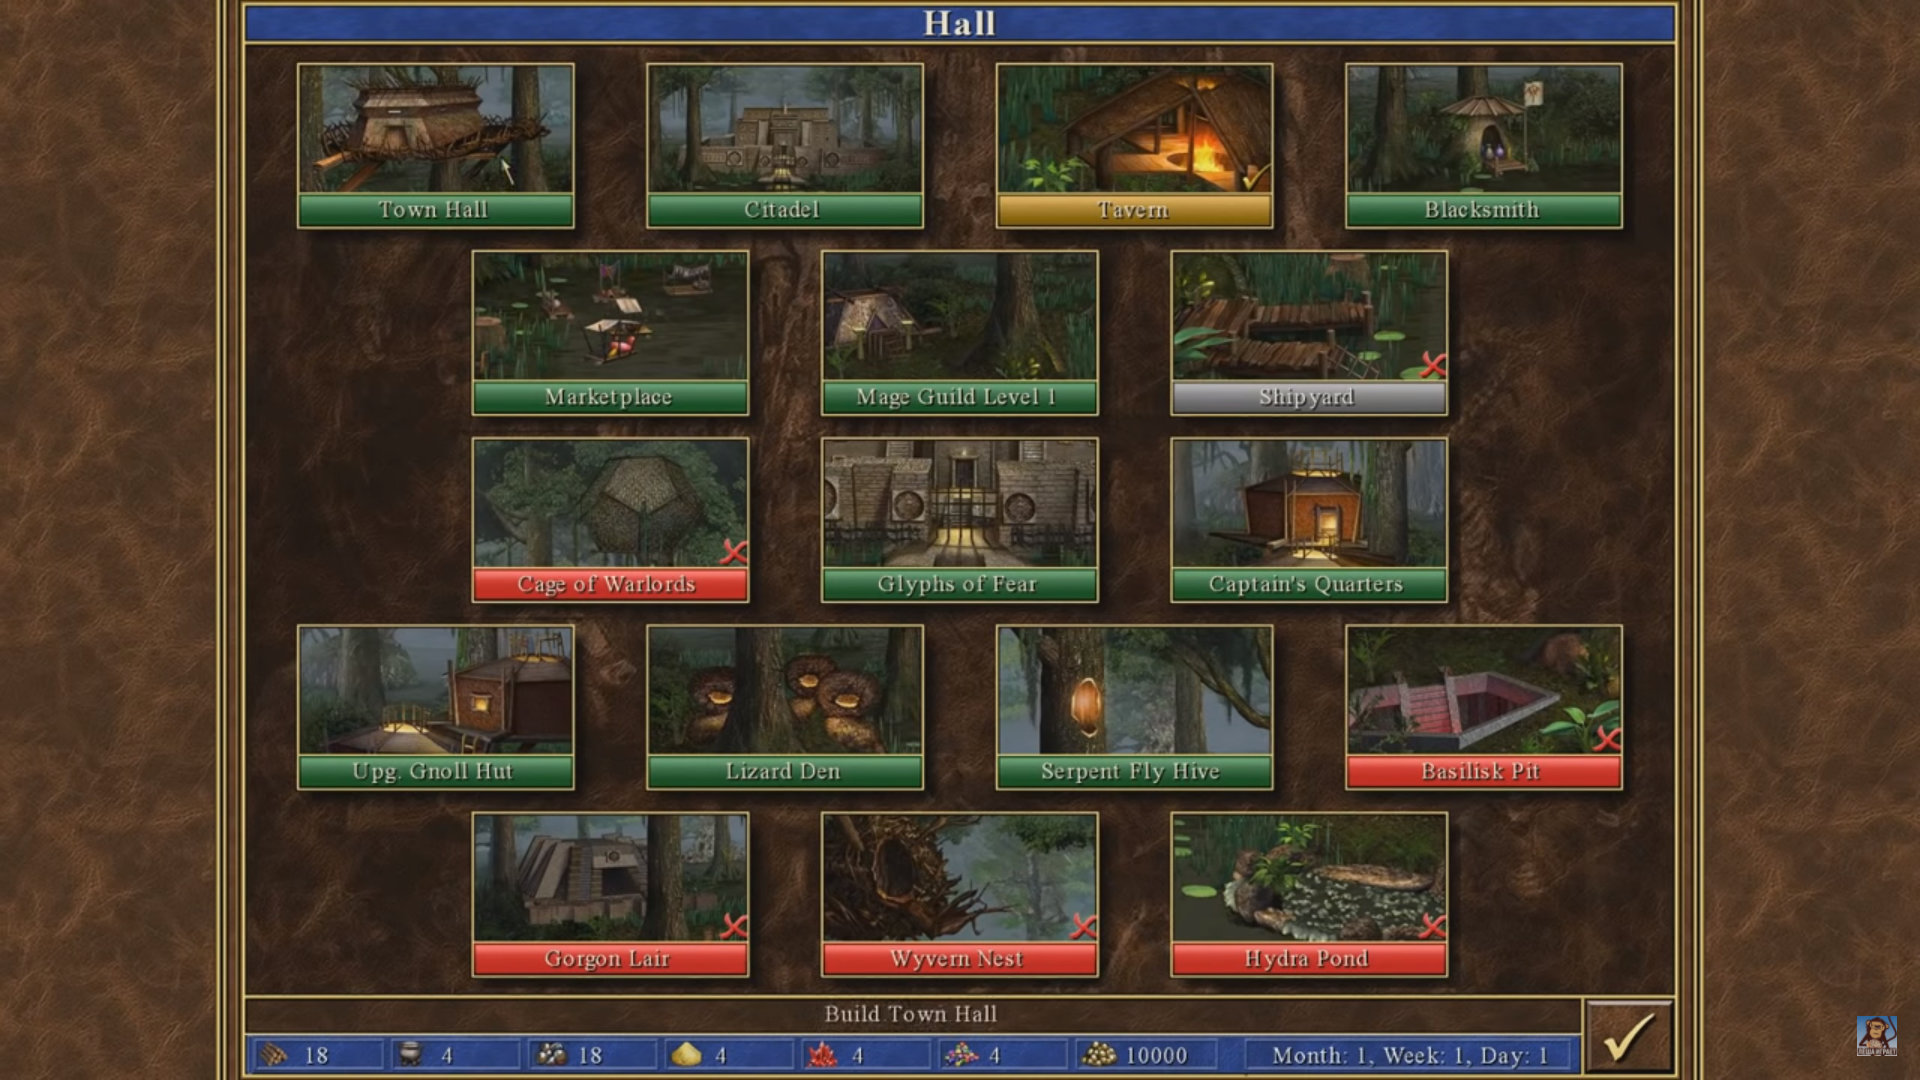 Hall
Town Hall
Citadel
Tavern
Blacksmith
Marketplace
Mage Guild Level 1
Shipyard
Cage of Warlords
Glyphs of Fear
Captain's Quarters
Upg. Gnoll Hut
Lizard Den
Serpent Fly Hive
Basilisk Pit
Gorgon Lair
Wyvern Nest
Hydra Pond
Build Town Hall
18 4 18 4 4 4 10000 Month: 1, Week: 1, Day: 1